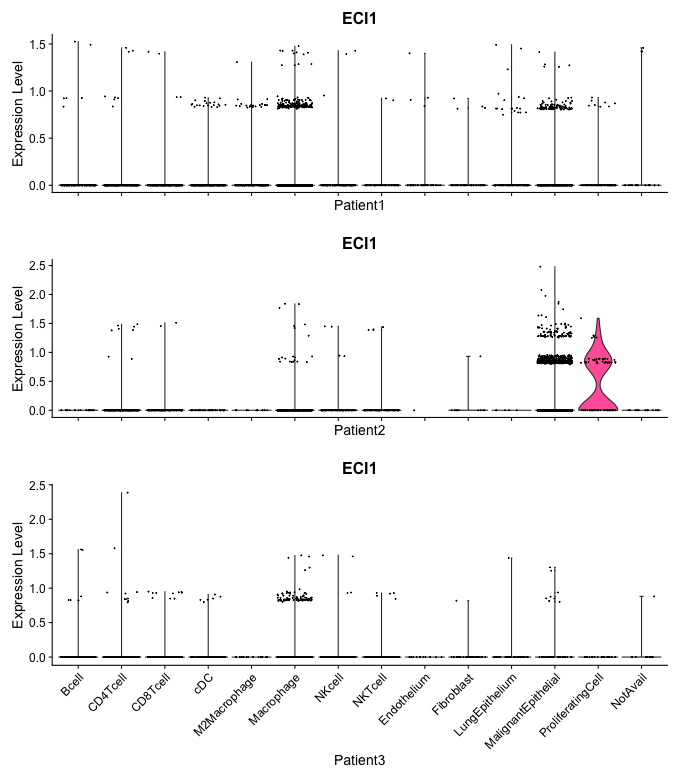 ECI1
Expression Level
1.5
1.0
0.5
0.0
Patient1
ECI1
Expression Level
2.5
2.0
1.5
1.0
0.5
0.0
Patient2
ECI1
Expression Level
2.5
2.0
1.5
1.0
0.5
0.0
Bcell
CD4Tcell
CD8Tcell
cDC
M2Macrophage
Macrophage
NKcell
NKTcell
Endothelium
Fibroblast
LungEpithelium
MalignantEpithelial
ProliferatingCell
NotAvail
Patient3